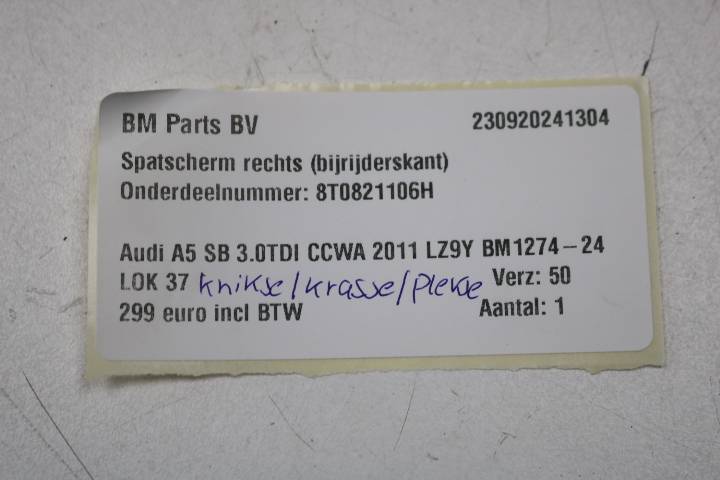 BM Parts BV 230920241304
Spatscherm rechts (bijrijderskant)
Onderdeelnummer: 8T0821106H
Audi A5 SB 3.0TDI CCWA 2011 LZ9Y BM1274-24
LOK 37 knikse/krasse/plekse Verz: 50
299 euro incl BTW Aantal: 1